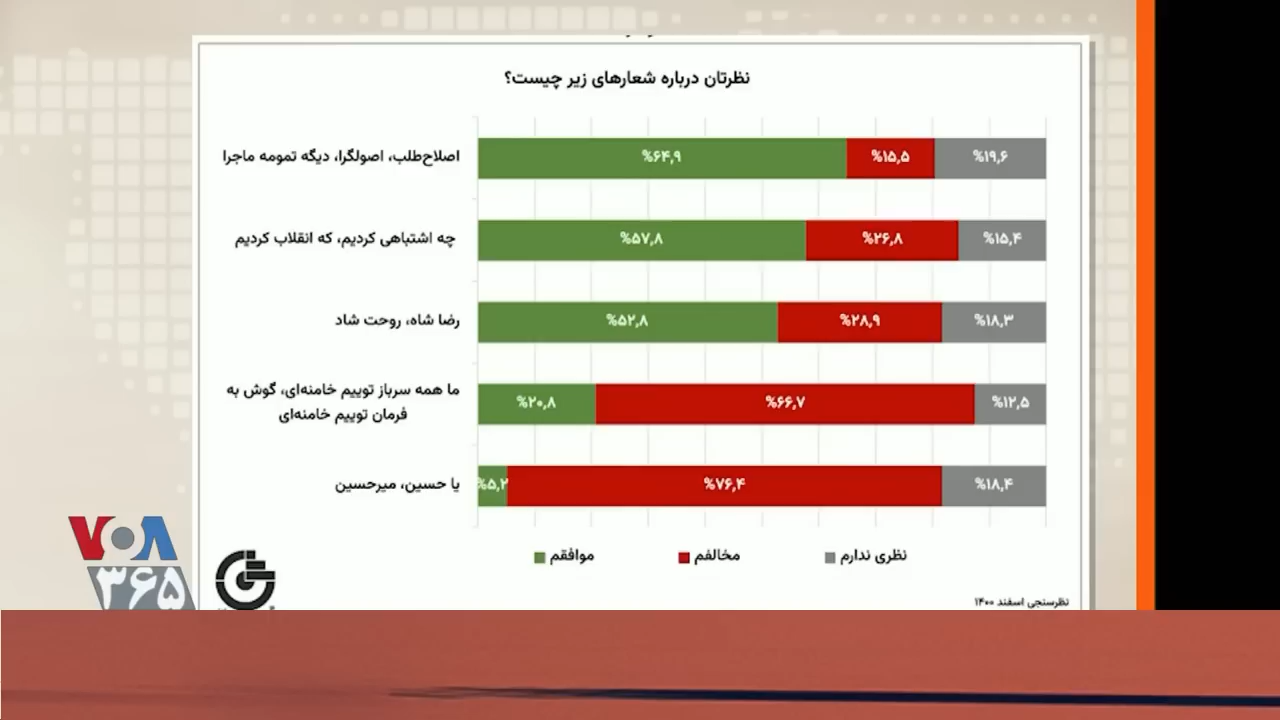 نظرتان درباره شعارهای زیر چیست؟
اصلاح‌طلب، اصولگرا، دیگه تمومه ماجرا
%۶۴,۹ %۱۵,۵ %۱۹,۶
چه اشتباهی کردیم، که انقلاب کردیم
%۵۷,۸ %۲۶,۸ %۱۵,۴
رضا شاه، روحت شاد
%۵۲,۸ %۲۸,۹ %۱۸,۳
ما همه سرباز توییم خامنه‌ای، گوش به
فرمان توییم خامنه‌ای
%۲۰,۸ %۶۶,۷ %۱۲,۵
یا حسین، میرحسین
%۵,۲ %۷۶,۴ %۱۸,۴
موافقم مخالفم نظری ندارم
نظرسنجی اسفند ۱۴۰۰
VOA
۳۶۵